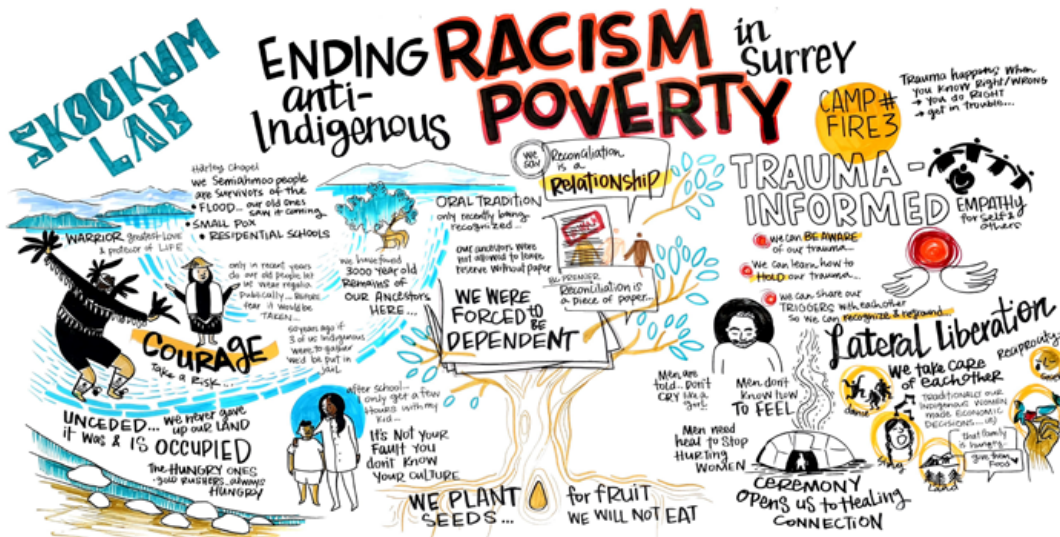 SKOOKUM
LAB
ENDING
anti-
Indigenous
RACISM
POVERTY
in
Surrey
CAMP #
FIRE 3
Trauma happens when
you know RIGHT/WRONG
→ you do RIGHT
→ get in trouble...
Harley Chapel
we Semiahmoo people
are survivors of the
• FLOOD... our old ones
saw it coming
• SMALL POX
• RESIDENTIAL SCHOOLS
WARRIOR greatest love
& protector of LIFE
only in recent years
do our old people let
us wear regalia
publically... before
fear it would be
TAKEN...
COURAGE
take a RISK...
we have found
3000 year old
Remains of
OUR ANCESTORS
HERE...
50 years ago if
3 of us indigenous
were to gather
we'd be put in
jail
UNCEDED... we never gave
up our LAND
it was & IS OCCUPIED
The HUNGRY ONES
gold rushers.. always
HUNGRY
after school...
only get a few
Hours with my
kid...
It's Not your
Fault you
don't know
YOUR CULTURE
ORAL TRADITION
only recently being
recognized...
our ancestors were
not allowed to leave
reserve without paper
we
say
Reconciliation
is a
RELATIONSHIP
BC PREMIER
Reconciliation is
a piece of paper...
WE WERE
FORCED to
BE
DEPENDENT
WE PLANT
SEEDS...
for fRUIT
WE WILL NOT EAT
TRAUMA-
INFORMED
EMPATHY
for self &
others
we can BE AWARE
of our trauma...
We can learn how to
HOLD our trauma...
we can share our
TRIGGERS with each other
so we can recognize & respond
Men are
told... Don't
CRY like a
girl...
Men don't
know how
TO FEEL
Men need
heal to stop
HURTING
WOMEN
CEREMONY
OPENS us to Healing
CONNECTION
Lateral Liberation
we take care
of each other
Reciprocity
TRADITIONALLY our
Indigenous women
made economic
DECISIONS...
dance
Sing
Land
that family
is hungry
give them
FOOD